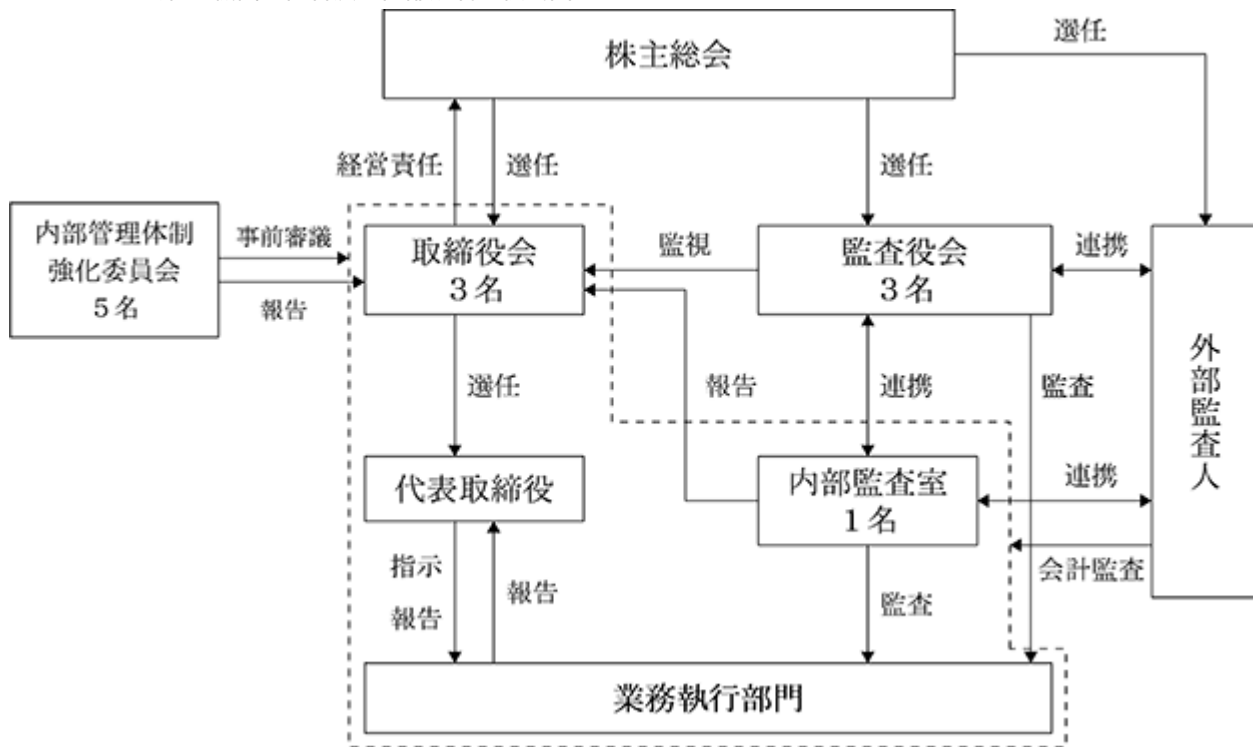 株主総会
選任
経営責任
選任
選任
内部管理体制
強化委員会
５名
事前審議
報告
取締役会
３名
監視
監査役会
３名
連携
外部監査人
選任
報告
連携
監査
代表取締役
内部監査室
１名
連携
会計監査
指示
報告
報告
監査
業務執行部門